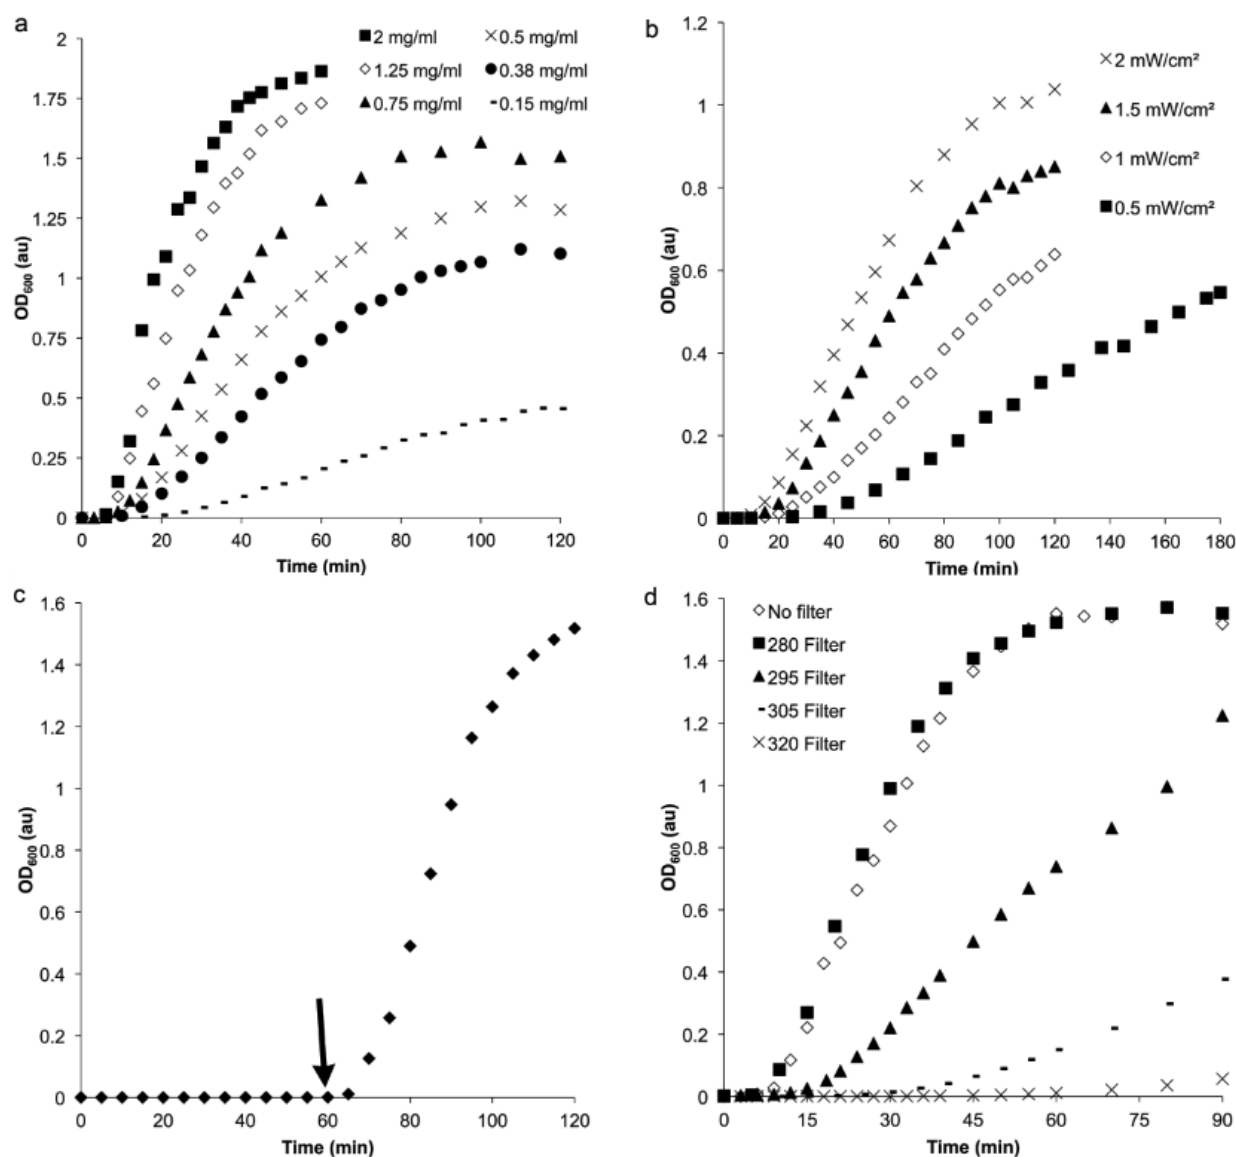 a
2 mg/ml 0.5 mg/ml
1.25 mg/ml 0.38 mg/ml
0.75 mg/ml 0.15 mg/ml
2
1.75
1.5
1.25
1
0.75
0.5
0.25
0
OD600 (au)
0 20 40 60 80 100 120
Time (min)
b
2 mW/cm²
1.5 mW/cm²
1 mW/cm²
0.5 mW/cm²
1.2
1
0.8
0.6
0.4
0.2
0
OD600 (au)
0 20 40 60 80 100 120 140 160 180
Time (min)
c
1.6
1.4
1.2
1
0.8
0.6
0.4
0.2
0
OD600 (au)
0 20 40 60 80 100 120
Time (min)
d
No filter
280 Filter
295 Filter
305 Filter
320 Filter
1.6
1.4
1.2
1
0.8
0.6
0.4
0.2
0
OD600 (au)
0 15 30 45 60 75 90
Time (min)